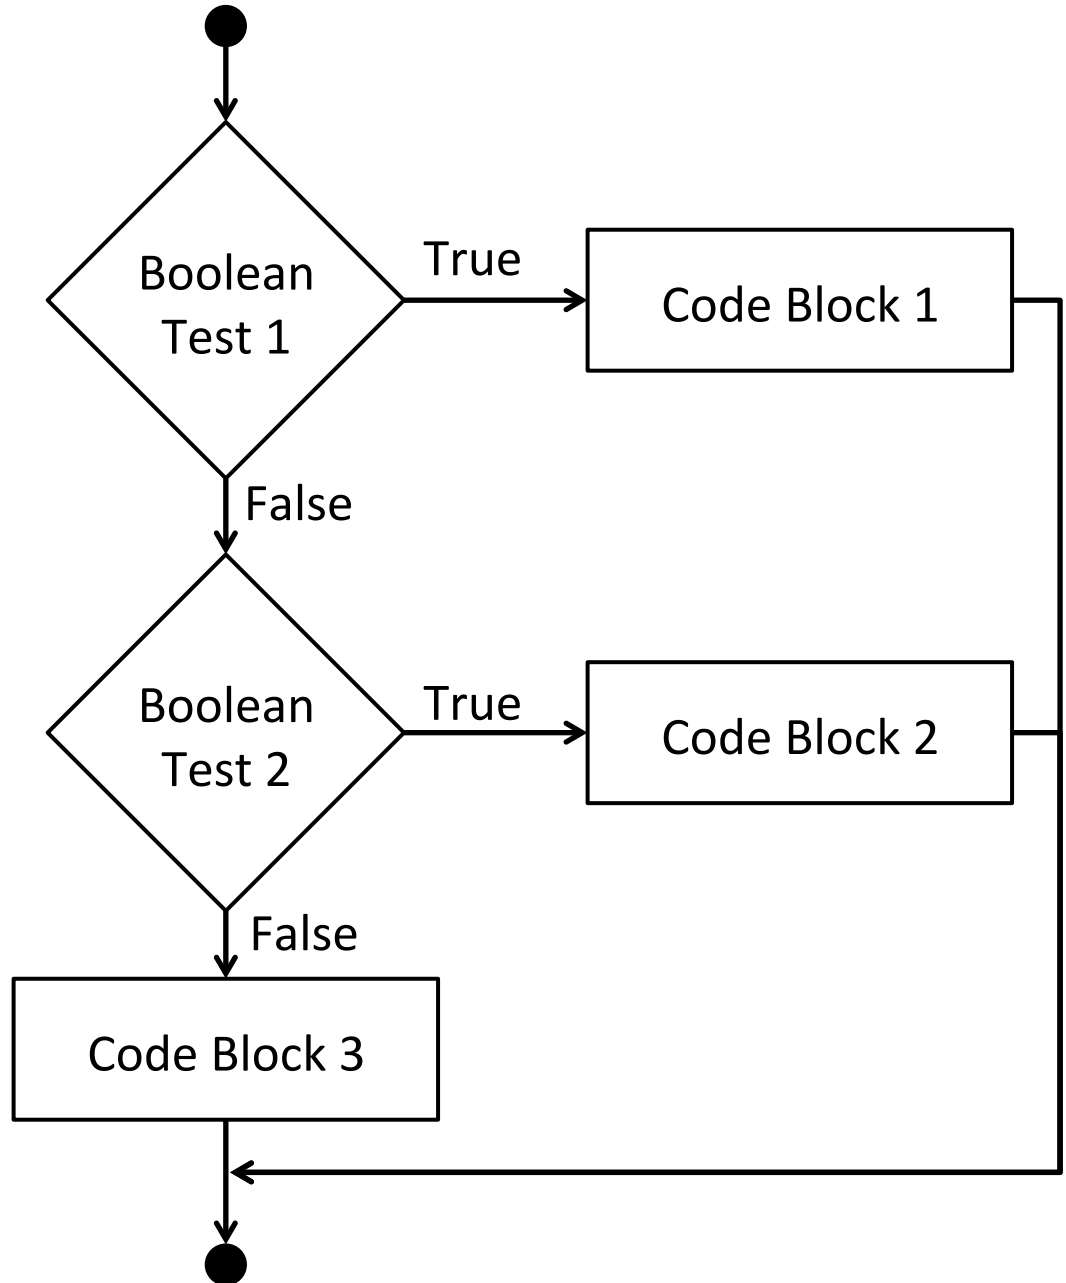 Boolean
Test 1
True
Code Block 1
False
Boolean
Test 2
True
Code Block 2
False
Code Block 3